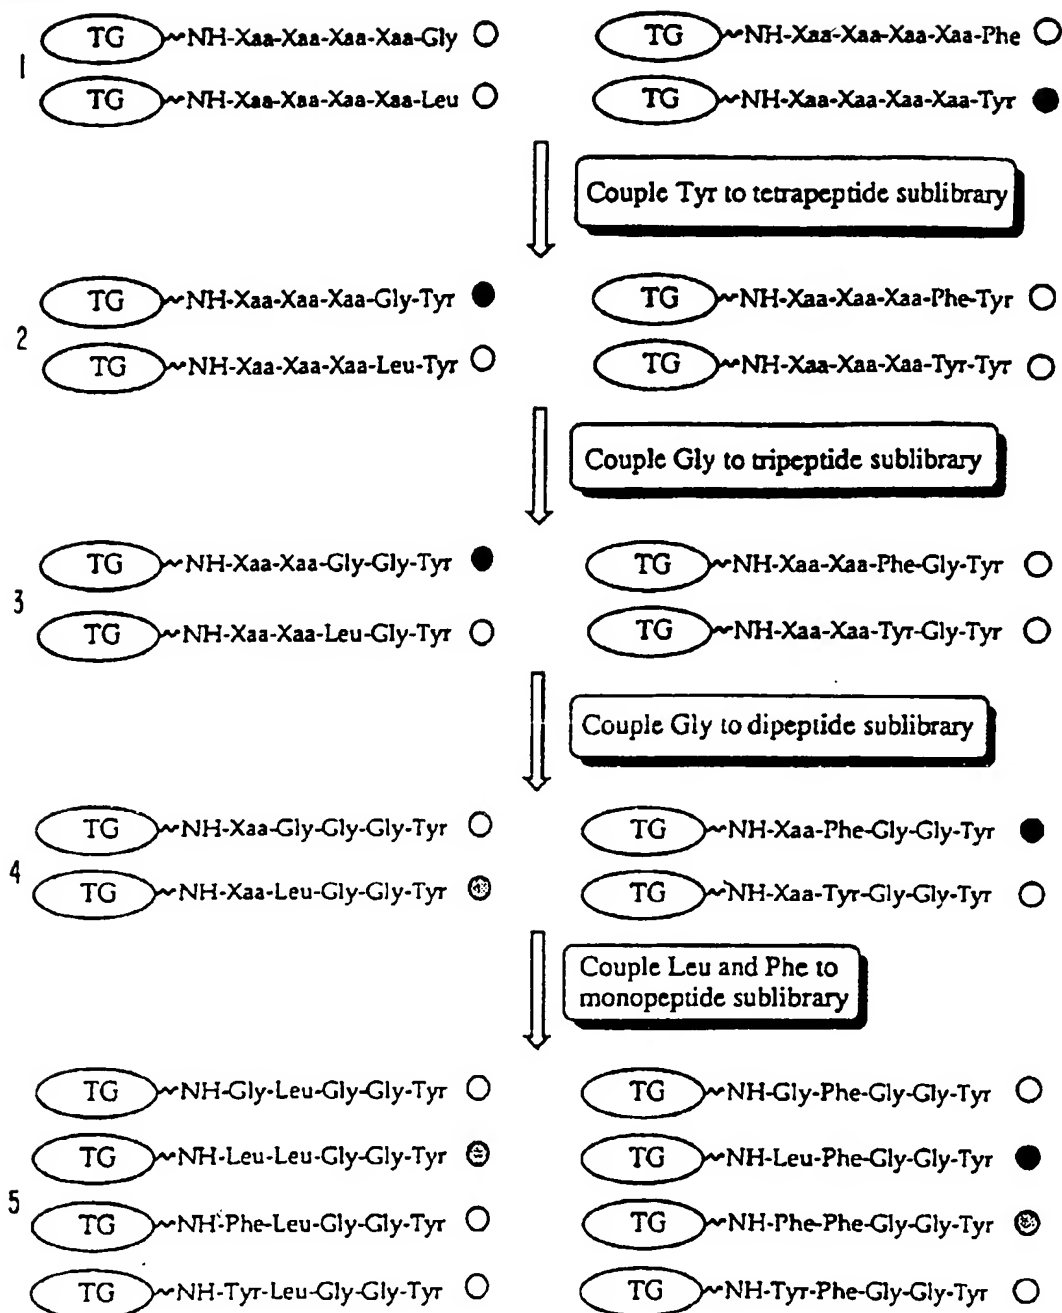 TG NH-Xaa-Xaa-Xaa-Xaa-Gly
TG NH-Xaa-Xaa-Xaa-Xaa-Phe
1
TG NH-Xaa-Xaa-Xaa-Xaa-Leu
TG NH-Xaa-Xaa-Xaa-Xaa-Tyr
Couple Tyr to tetrapeptide sublibrary
TG NH-Xaa-Xaa-Xaa-Gly-Tyr
TG NH-Xaa-Xaa-Xaa-Phe-Tyr
2
TG NH-Xaa-Xaa-Xaa-Leu-Tyr
TG NH-Xaa-Xaa-Xaa-Tyr-Tyr
Couple Gly to tripeptide sublibrary
TG NH-Xaa-Xaa-Gly-Gly-Tyr
TG NH-Xaa-Xaa-Phe-Gly-Tyr
3
TG NH-Xaa-Xaa-Leu-Gly-Tyr
TG NH-Xaa-Xaa-Tyr-Gly-Tyr
Couple Gly to dipeptide sublibrary
TG NH-Xaa-Gly-Gly-Gly-Tyr
TG NH-Xaa-Phe-Gly-Gly-Tyr
4
TG NH-Xaa-Leu-Gly-Gly-Tyr
TG NH-Xaa-Tyr-Gly-Gly-Tyr
Couple Leu and Phe to
monopeptide sublibrary
TG NH-Gly-Leu-Gly-Gly-Tyr
TG NH-Gly-Phe-Gly-Gly-Tyr
TG NH-Leu-Leu-Gly-Gly-Tyr
TG NH-Leu-Phe-Gly-Gly-Tyr
5
TG NH-Phe-Leu-Gly-Gly-Tyr
TG NH-Phe-Phe-Gly-Gly-Tyr
TG NH-Tyr-Leu-Gly-Gly-Tyr
TG NH-Tyr-Phe-Gly-Gly-Tyr